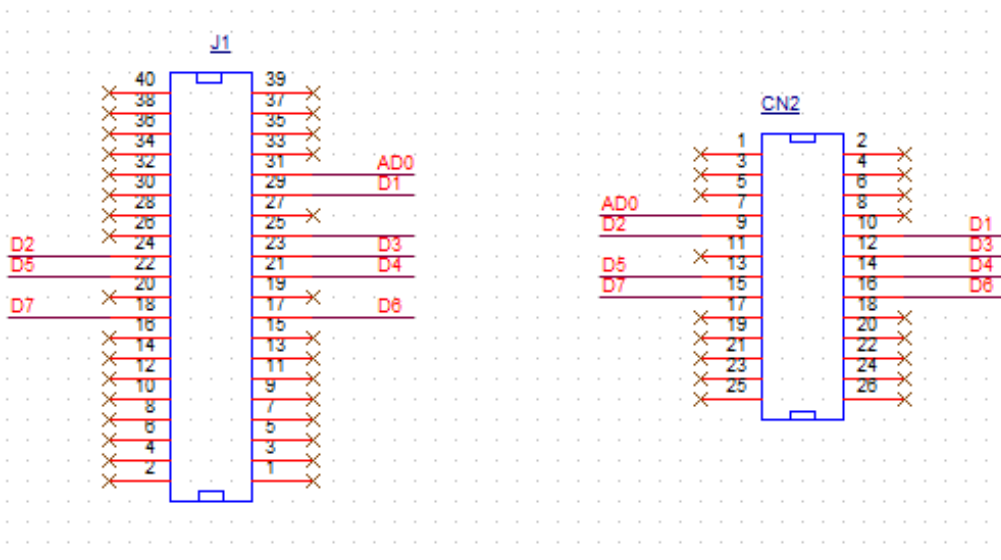 J1
40 39
38 37
36 35
34 33
32 31 AD0
30 29 D1
28 27
26 25
D2 24 23 D3
D5 22 21 D4
20 19
D7 18 17 D6
16 15
14 13
12 11
10 9
8 7
6 5
4 3
2 1
CN2
1 2
3 4
5 6
AD0 7 8
D2 9 10 D1
11 12 D3
D5 13 14 D4
D7 15 16 D6
17 18
19 20
21 22
23 24
25 26